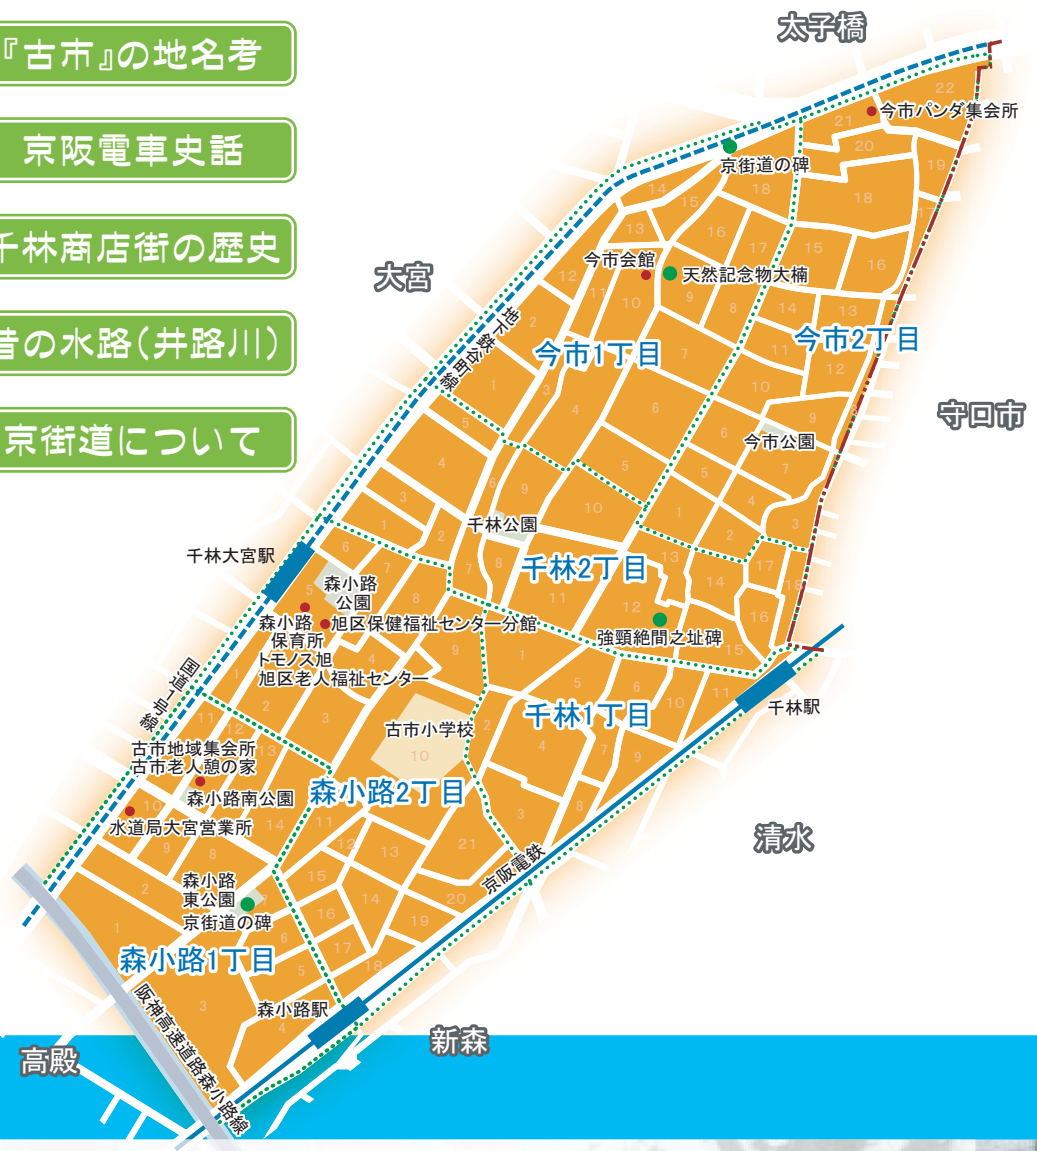 『古市』の地名考
京阪電車史話
千林商店街の歴史
昔の水路(井路川)
京街道について
太子橋
今市パンダ集会所
京街道の碑
大宮
今市会館
天然記念物大楠
地下鉄谷町線
今市1丁目
今市2丁目
守口市
今市公園
千林公園
千林大宮駅
千林2丁目
森小路
公園
森小路
保育所
旭区保健福祉センター分館
トモノス旭
旭区老人福祉センター
強頸絶間之址碑
国道1号線
千林1丁目
千林駅
古市小学校
10
古市地域集会所
古市老人憩の家
森小路2丁目
森小路南公園
水道局大宮営業所
清水
京阪電鉄
森小路
東公園
京街道の碑
森小路1丁目
阪神高速道路森小路線
森小路駅
新森
高殿